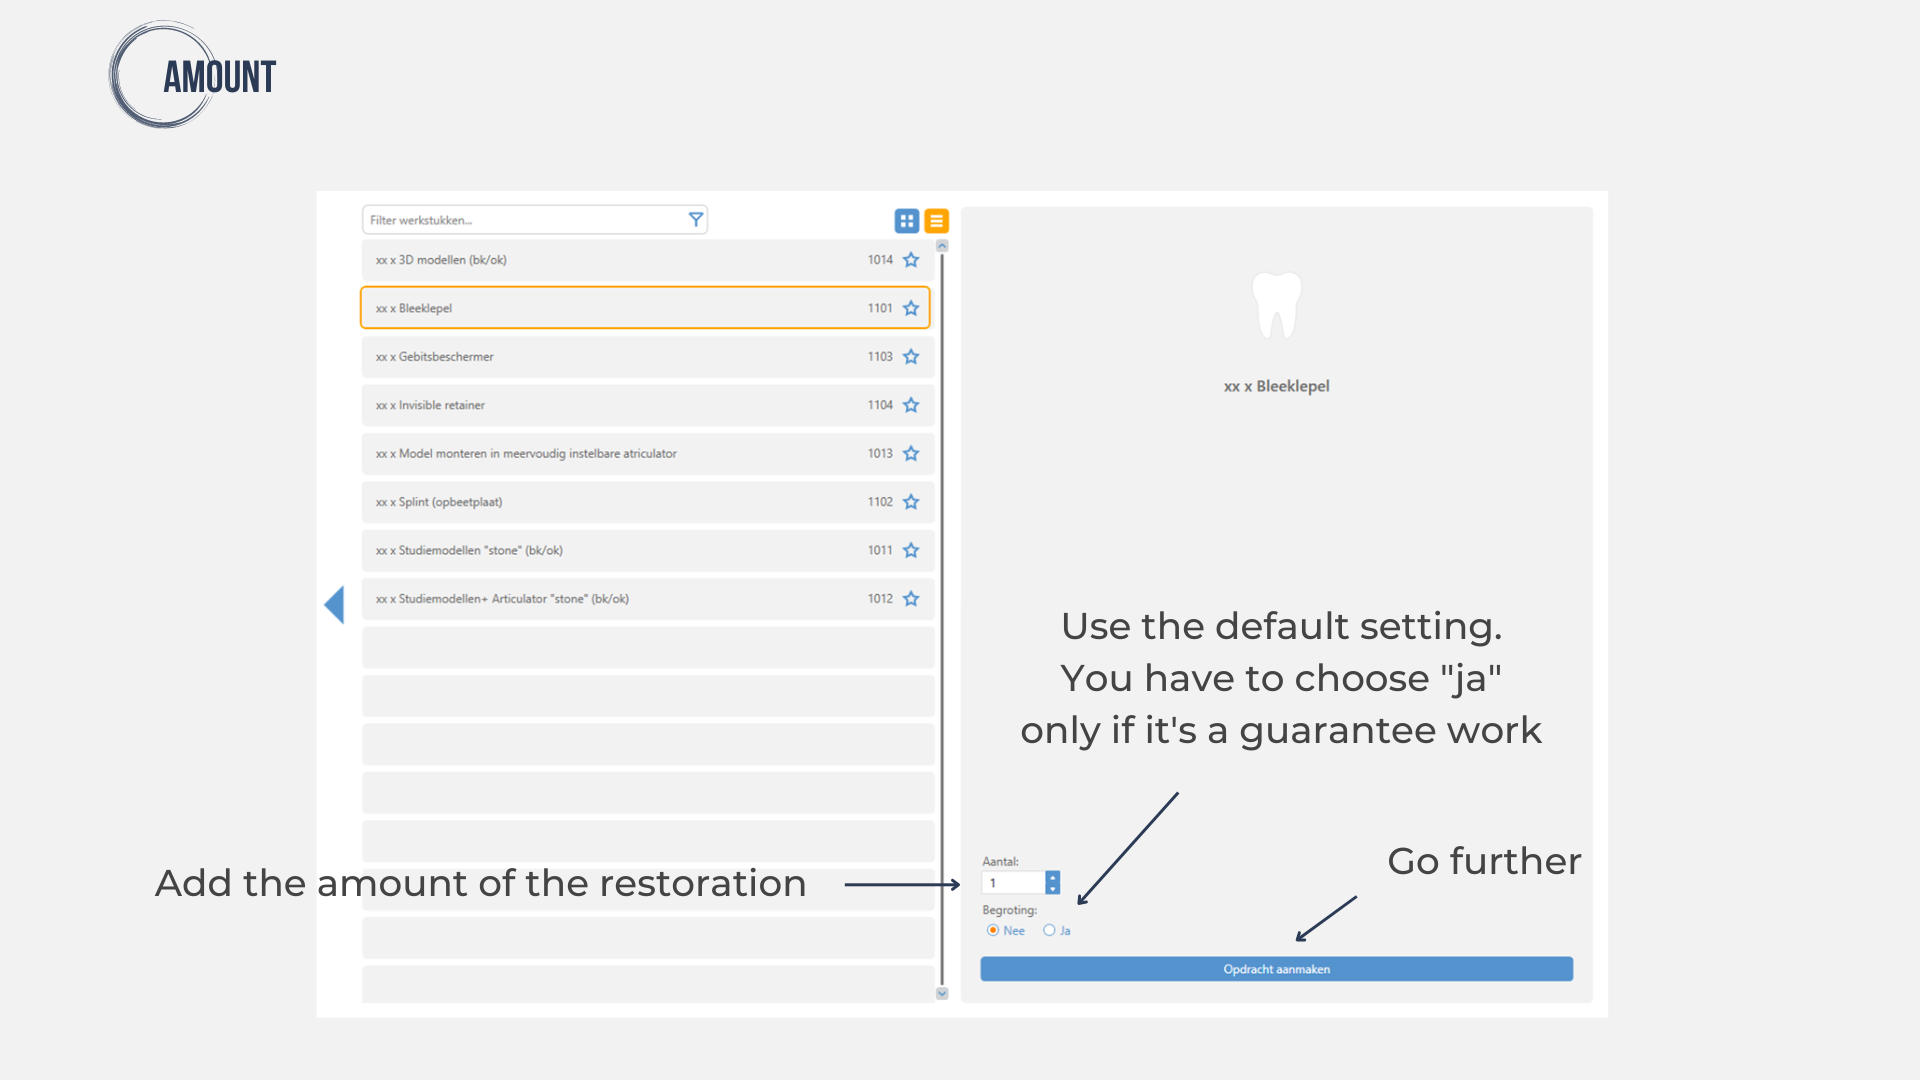 AMOUNT
Filter werkstukken...
xx x 3D modellen (bk/ok) 1014
xx x Bleeklepel 1101
xx x Gebitsbeschermer 1103
xx x Invisible retainer 1104
xx x Model monteren in meervoudig instelbare atriculator 1013
xx x Splint (opbeetplaat) 1102
xx x Studiemodellen "stone" (bk/ok) 1011
xx x Studiemodellen+ Articulator "stone" (bk/ok) 1012
xx x Bleeklepel
Use the default setting.
You have to choose "ja"
only if it's a guarantee work
Add the amount of the restoration
Aantal:
1
Begroting:
Nee Ja
Go further
Opdracht aanmaken